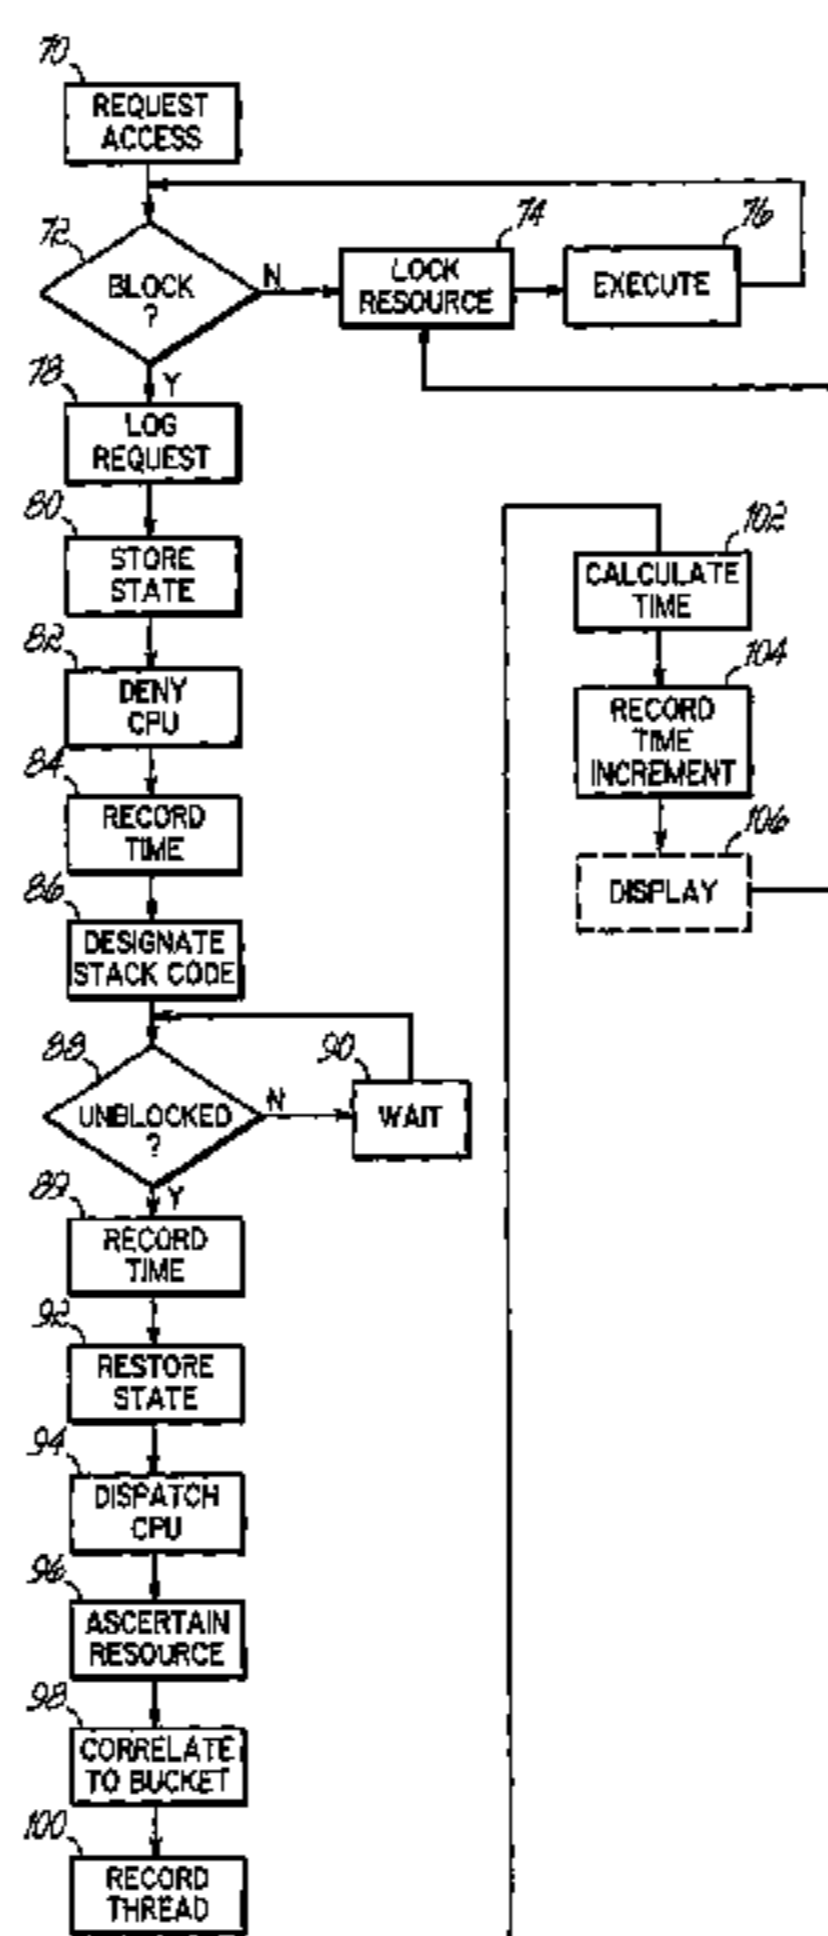 70
REQUEST
ACCESS
72
BLOCK
?
N
Y
74
LOCK
RESOURCE
76
EXECUTE
78
LOG
REQUEST
80
STORE
STATE
82
DENY
CPU
84
RECORD
TIME
86
DESIGNATE
STACK CODE
88
UNBLOCKED
?
N
Y
90
WAIT
89
RECORD
TIME
92
RESTORE
STATE
94
DISPATCH
CPU
96
ASCERTAIN
RESOURCE
98
CORRELATE
TO BUCKET
100
RECORD
THREAD
102
CALCULATE
TIME
104
RECORD
TIME
INCREMENT
106
DISPLAY